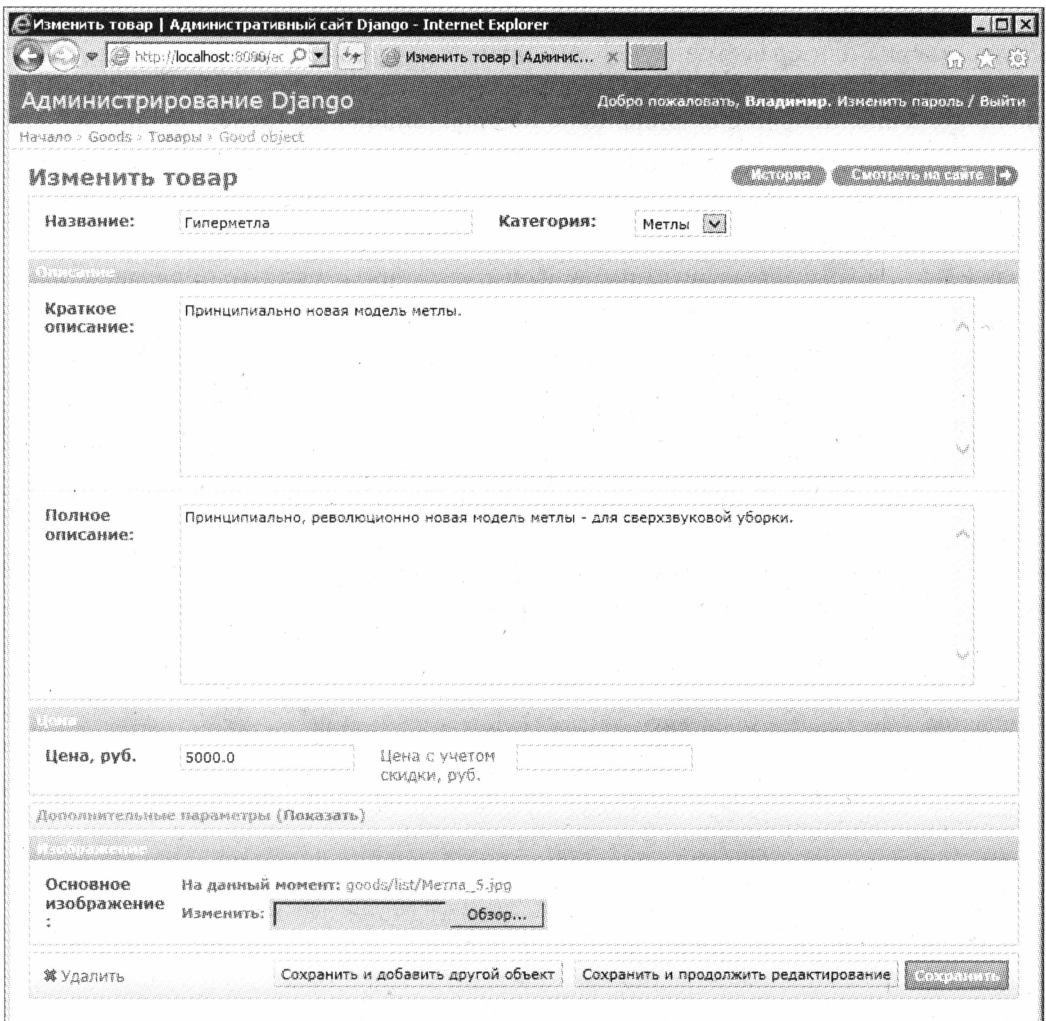 Изменить товар | Административный сайт Django - Internet Explorer
http://localhost:8000/ac Изменить товар | Админис... ×
Администрирование Django Добро пожаловать, Владимир. Изменить пароль / Выйти
Начало › Goods › Товары › Good object
Изменить товар История Смотреть на сайте
Название: Гиперметла Категория: Метлы
Описание
Краткое Принципиально новая модель метлы.
описание:
Полное Принципиально, революционно новая модель метлы - для сверхзвуковой уборки.
описание:
Цена
Цена, руб. 5000.0 Цена с учетом
скидки, руб.
Дополнительные параметры (Показать)
Изображение
Основное На данный момент: goods/list/Метла_5.jpg
изображение Изменить: Обзор...
:
Удалить Сохранить и добавить другой объект Сохранить и продолжить редактирование Сохранить